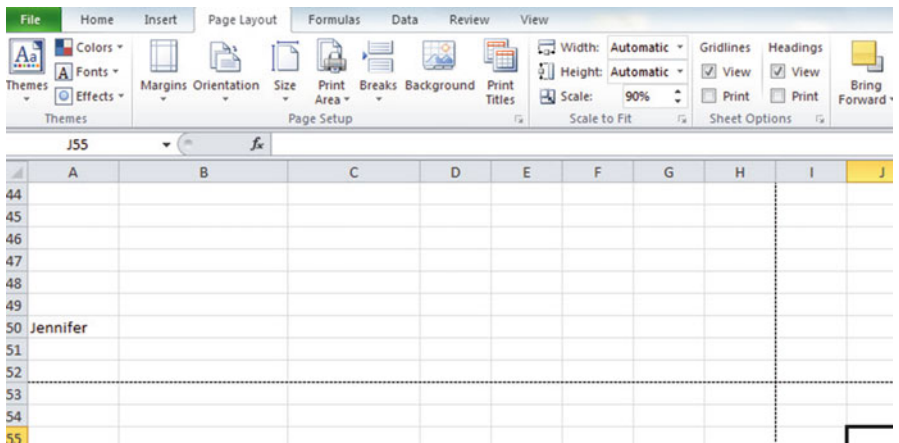 File Home Insert Page Layout Formulas Data Review View
Colors Width: Automatic Gridlines Headings
Aa A Fonts Height: Automatic View View
Themes Effects Margins Orientation Size Print Area Breaks Background Print Titles Scale: 90% Print Print Bring Forward
Themes Page Setup Scale to Fit Sheet Options
J55 fx
A B C D E F G H I J
44
45
46
47
48
49
50 Jennifer
51
52
53
54
55